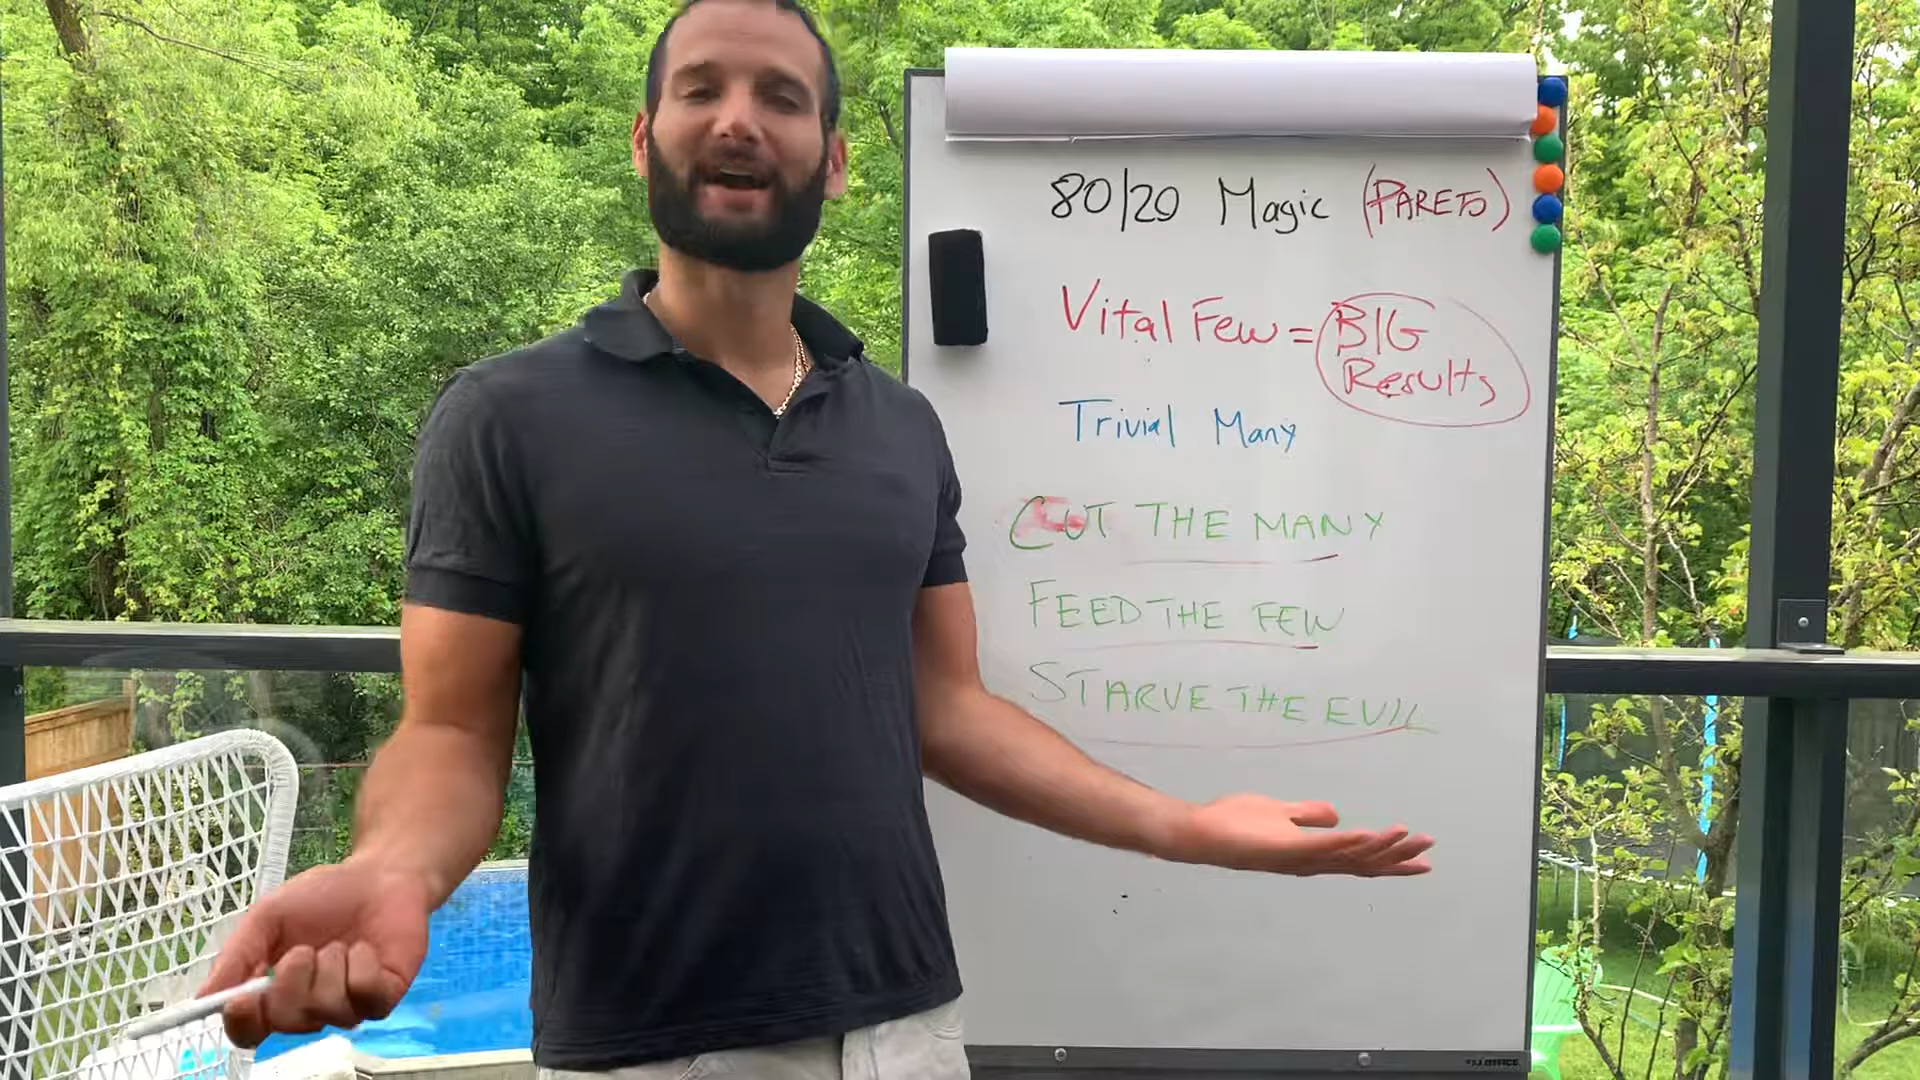 80/20 Magic (PARETO)
Vital Few = BIG
Results
Trivial Many
CUT THE MANY
FEED THE FEW
STARVE THE EVIL